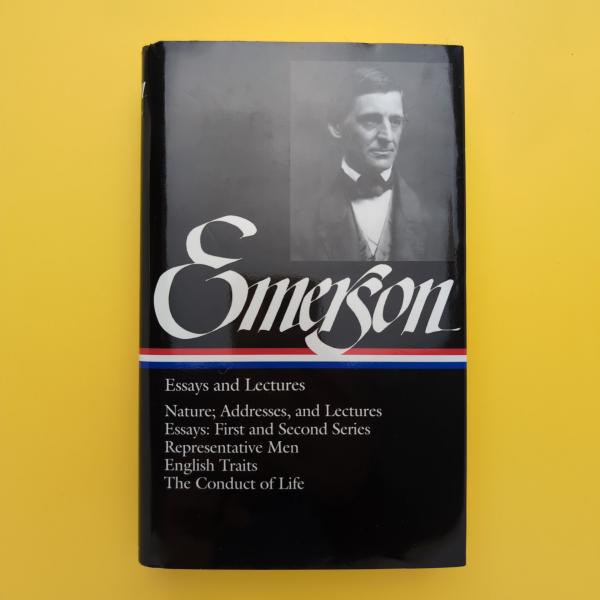 Emerson
Essays and Lectures
Nature; Addresses, and Lectures
Essays: First and Second Series
Representative Men
English Traits
The Conduct of Life